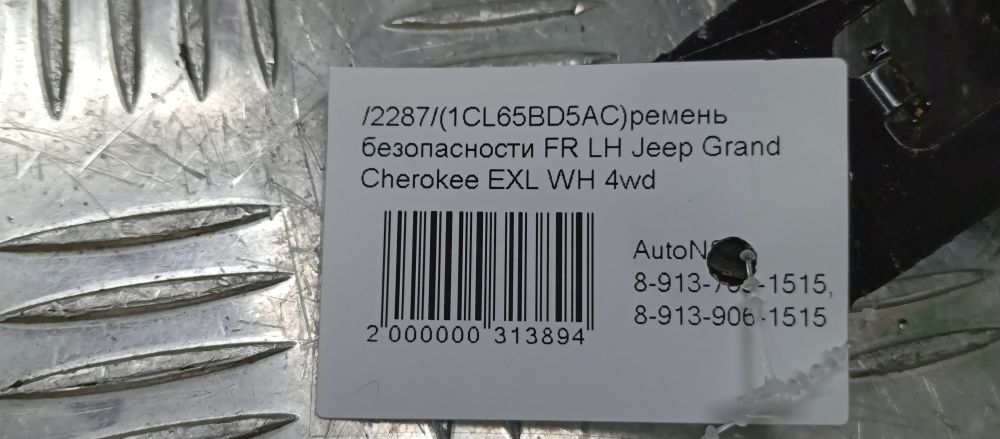 /2287/(1CL65BD5AC)ремень
безопасности FR LH Jeep Grand
Cherokee EXL WH 4wd
8-913-906-1515
2 000000 313894